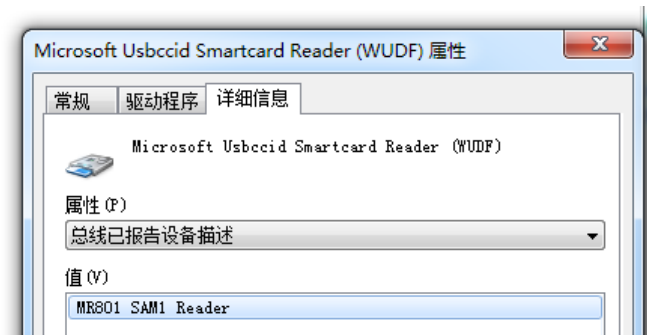 Microsoft Usbccid Smartcard Reader (WUDF) 属性
常规 驱动程序 详细信息
Microsoft Usbccid Smartcard Reader (WUDF)
属性(P)
总线已报告设备描述
值(V)
MR801 SAM1 Reader